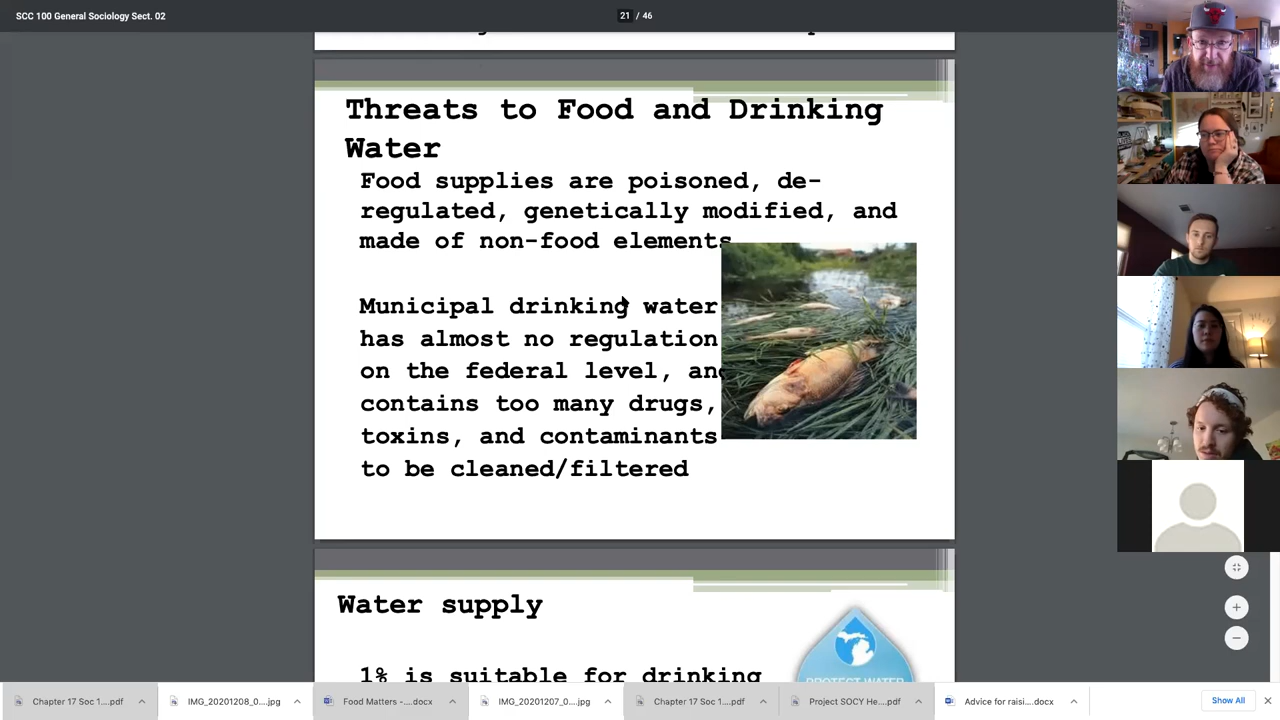 SCC 100 General Sociology Sect. 02
21 / 46
Threats to Food and Drinking
Water
Food supplies are poisoned, de-
regulated, genetically modified, and
made of non-food elements
Municipal drinking water
has almost no regulation
on the federal level, and
contains too many drugs,
toxins, and contaminants
to be cleaned/filtered
Water supply
1% is suitable for drinking
PROTECT WATER
Chapter 17 Soc 1....pdf
IMG_20201208_0....jpg
Food Matters -....docx
IMG_20201207_0....jpg
Chapter 17 Soc 1....pdf
Project SOCY He....pdf
Advice for raisi....docx
Show All